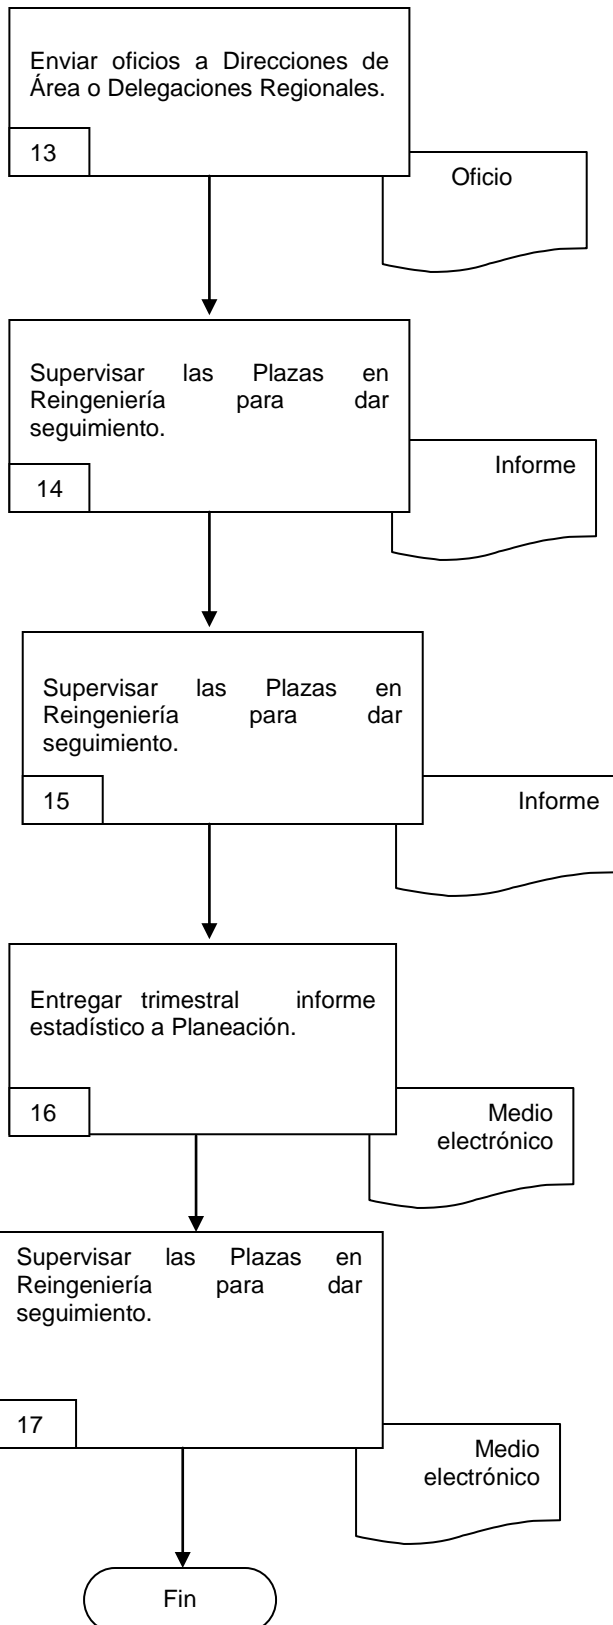 Enviar oficios a Direcciones de
Área o Delegaciones Regionales.
13
Oficio
Supervisar las Plazas en
Reingeniería para dar
seguimiento.
14
Informe
Supervisar las Plazas en
Reingeniería para dar
seguimiento.
15
Informe
Entregar trimestral informe
estadístico a Planeación.
16
Medio
electrónico
Supervisar las Plazas en
Reingeniería para dar
seguimiento.
17
Medio
electrónico
Fin